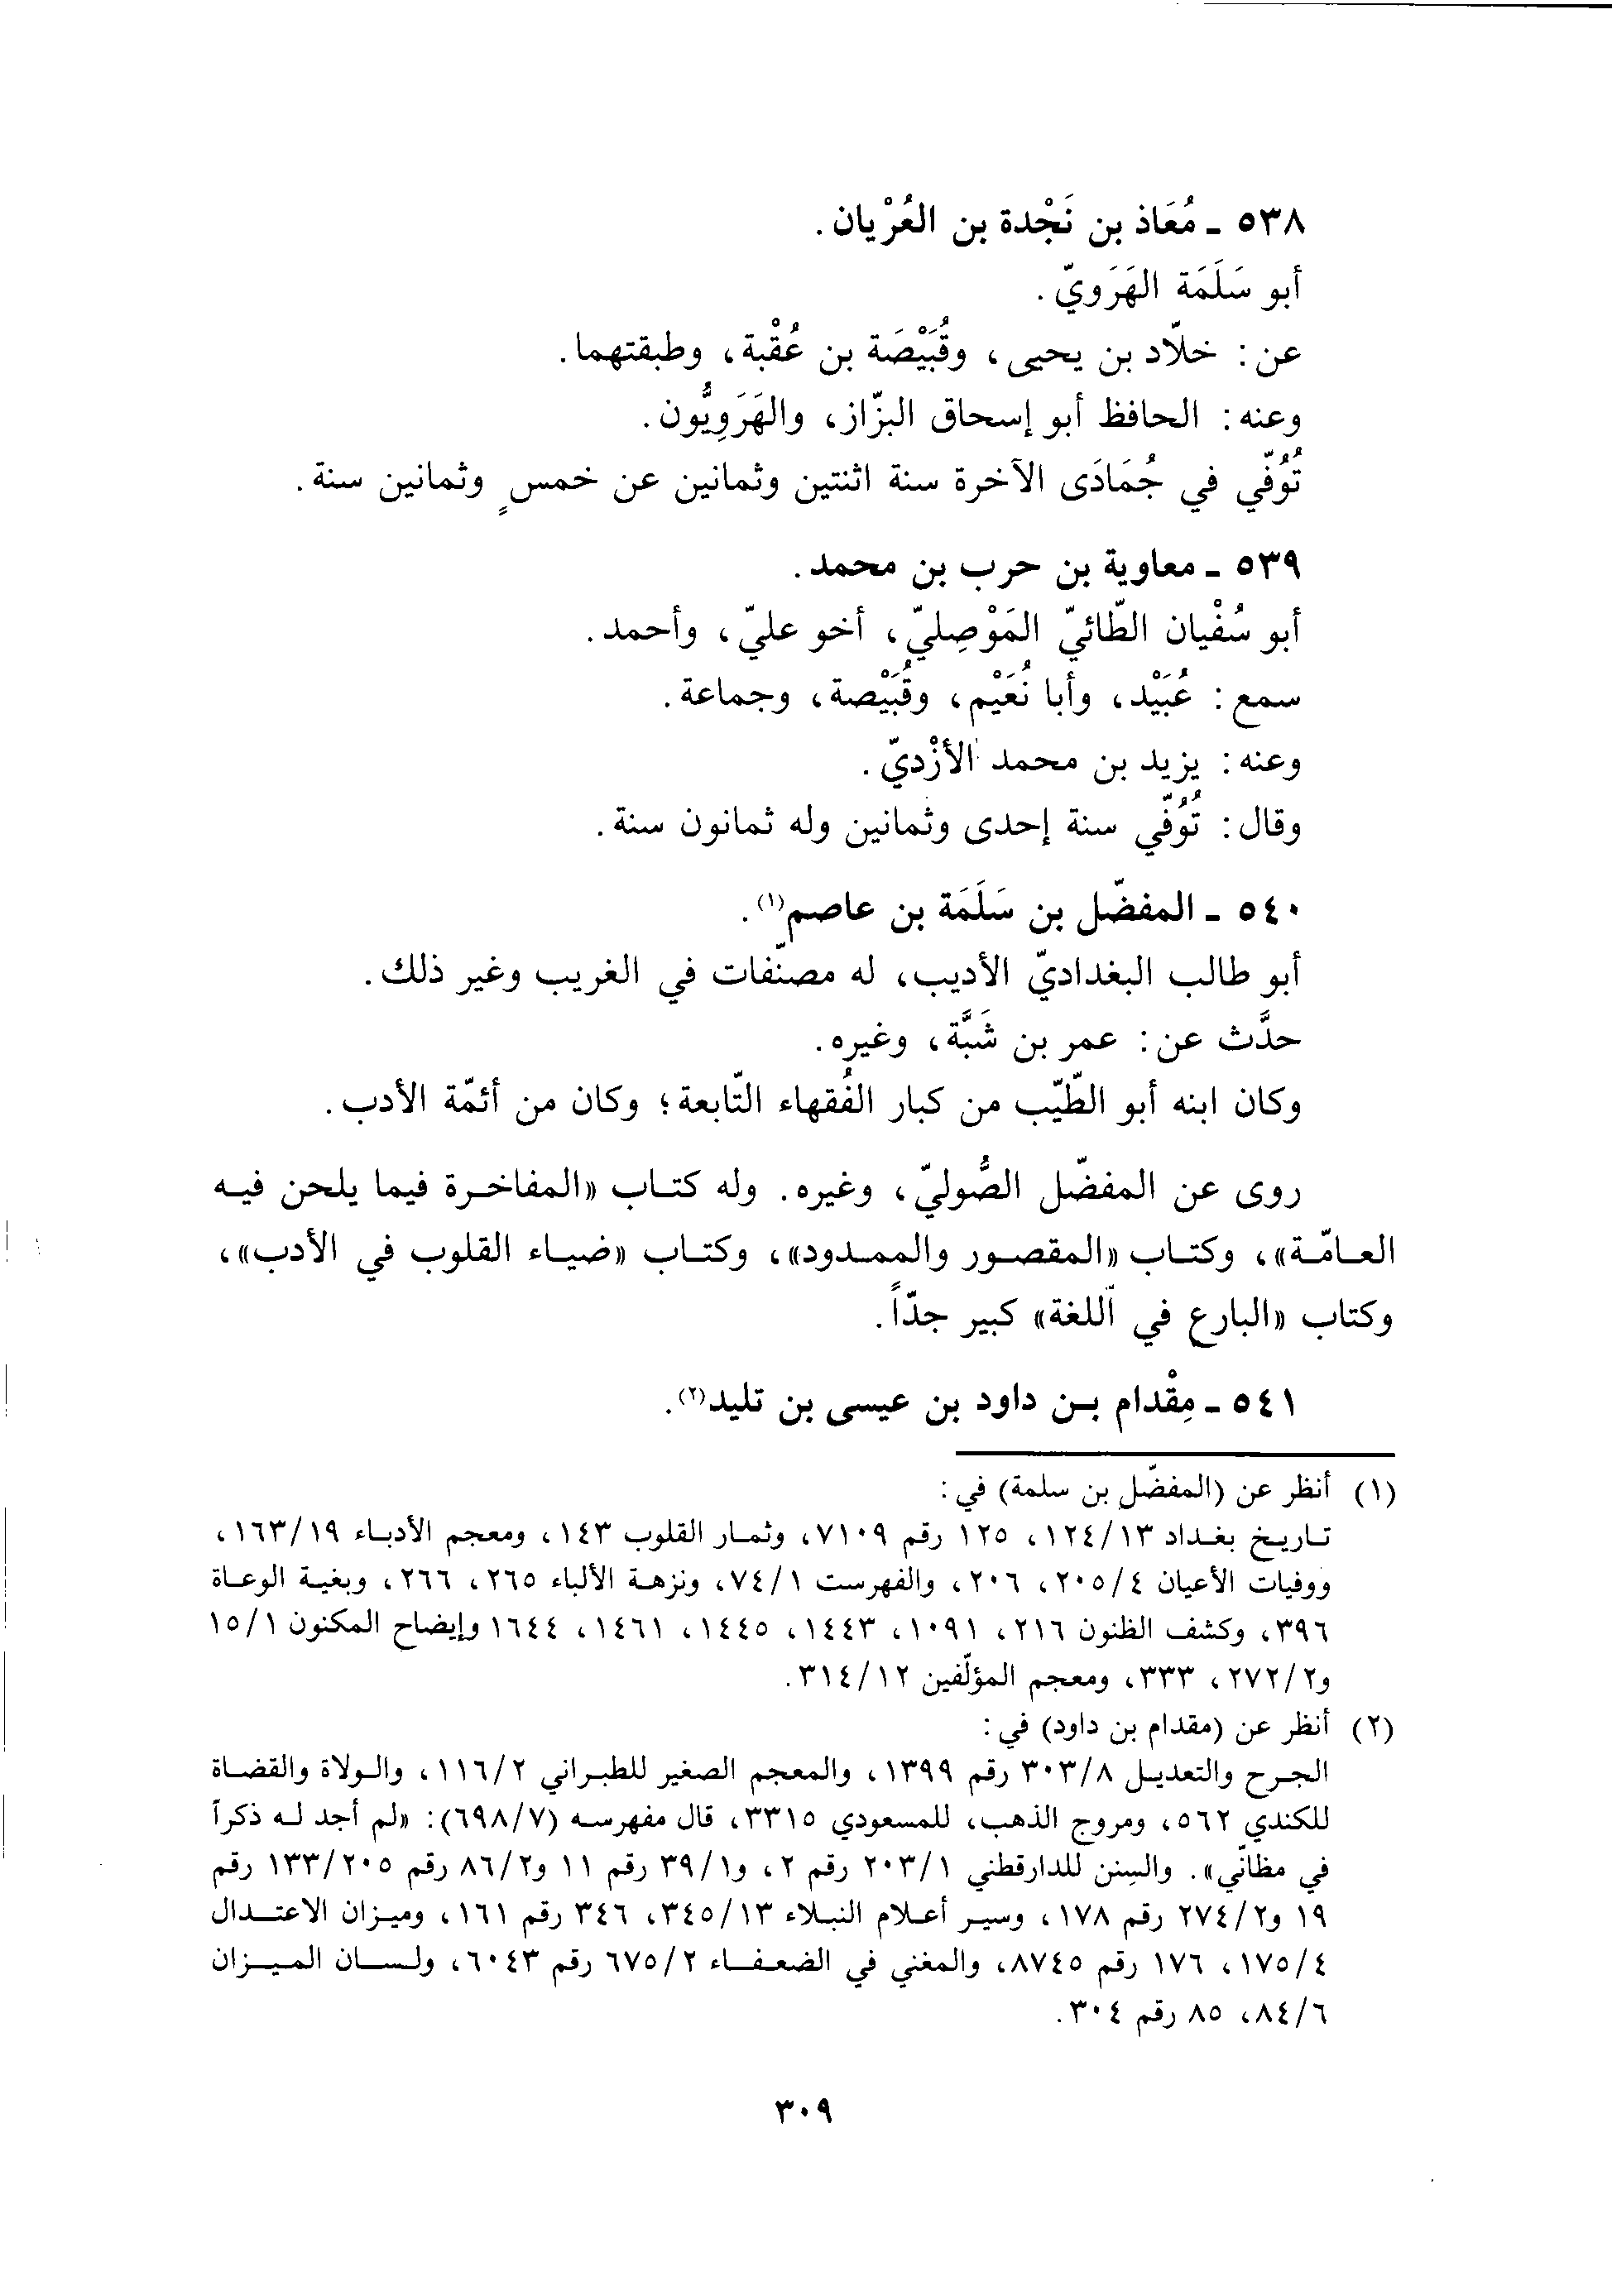 ٥٣٨ ـ مُعَاذ بن نَجْدة بن العُرْيان.
أبو سَلَمَة الهَرَويّ.
عن: خلّاد بن يحيى، وقُبَيْصَة بن عُقْبة، وطبقتهما.
وعنه: الحافظ أبو إسحاق البزّاز، والهَرَوِيُّون.
تُوُفّي في جُمَادَى الآخرة سنة اثنتين وثمانين عن خمسٍ وثمانين سنة.
٥٣٩ ـ معاوية بن حرب بن محمد.
أبو سُفْيان الطّائيّ المَوْصِليّ، أخو عليّ، وأحمد.
سمع: عُبَيْد، وأبا نُعَيْم، وقُبَيْصة، وجماعة.
وعنه: يزيد بن محمد الأزْديّ.
وقال: تُوُفّي سنة إحدى وثمانين وله ثمانون سنة.
٥٤٠ ـ المفضّل بن سَلَمَة بن عاصم(١).
أبو طالب البغداديّ الأديب، له مصنّفات في الغريب وغير ذلك.
حدَّث عن: عمر بن شَبَّة، وغيره.
وكان ابنه أبو الطّيّب من كبار الفُقهاء التّابعة؛ وكان من أئمّة الأدب.
روى عن المفضّل الصُّوليّ، وغيره. وله كتاب «المفاخرة فيما يلحن فيه
العامّة»، وكتاب «المقصور والممدود»، وكتاب «ضياء القلوب في الأدب»،
وكتاب «البارع في اللغة» كبير جدّاً.
٥٤١ ـ مِقْدام بن داود بن عيسى بن تليد(٢).
(١) أنظر عن (المفضّل بن سلمة) في:
تاريخ بغداد ١٢٤/١٣، ١٢٥ رقم ٧١٠٩، وثمار القلوب ١٤٣، ومعجم الأدباء ١٦٣/١٩،
ووفيات الأعيان ٢٠٥/٤، ٢٠٦، والفهرست ٧٤/١، ونزهة الألباء ٢٦٥، ٢٦٦، وبغية الوعاة
٣٩٦، وكشف الظنون ٢١٦، ١٠٩١، ١٤٤٣، ١٤٤٥، ١٤٦١، ١٦٤٤ وإيضاح المكنون ١٥/١
و٢٧٢/٢، ٣٣٣، ومعجم المؤلّفين ٣١٤/١٢.
(٢) أنظر عن (مقدام بن داود) في:
الجرح والتعديل ٣٠٣/٨ رقم ١٣٩٩، والمعجم الصغير للطبراني ١١٦/٢، والولاة والقضاة
للكندي ٥٦٢، ومروج الذهب، للمسعودي ٣٣١٥، قال مفهرسه (٦٩٨/٧): «لم أجد له ذكراً
في مظانّي». والسنن للدارقطني ٢٠٣/١ رقم ٢، و٣٩/١ رقم ١١ و٨٦/٢ رقم ١٣٣/٢٠٥ رقم
١٩ و٢٧٤/٢ رقم ١٧٨، وسير أعلام النبلاء ٣٤٥/١٣، ٣٤٦ رقم ١٦١، وميزان الاعتدال
١٧٥/٤، ١٧٦ رقم ٨٧٤٥، والمغني في الضعفاء ٦٧٥/٢ رقم ٦٠٤٣، ولسان الميزان
٨٤/٦، ٨٥ رقم ٣٠٤.
٣٠٩